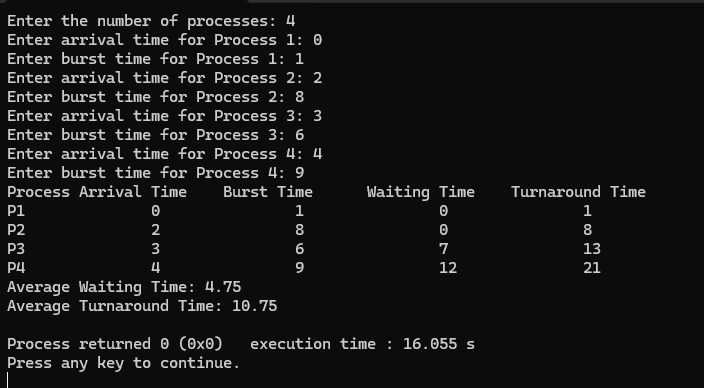 Enter the number of processes: 4
Enter arrival time for Process 1: 0
Enter burst time for Process 1: 1
Enter arrival time for Process 2: 2
Enter burst time for Process 2: 8
Enter arrival time for Process 3: 3
Enter burst time for Process 3: 6
Enter arrival time for Process 4: 4
Enter burst time for Process 4: 9
Process Arrival Time    Burst Time      Waiting Time    Turnaround Time
P1              0               1               0               1
P2              2               8               0               8
P3              3               6               7               13
P4              4               9               12              21
Average Waiting Time: 4.75
Average Turnaround Time: 10.75
Process returned 0 (0x0)   execution time : 16.055 s
Press any key to continue.